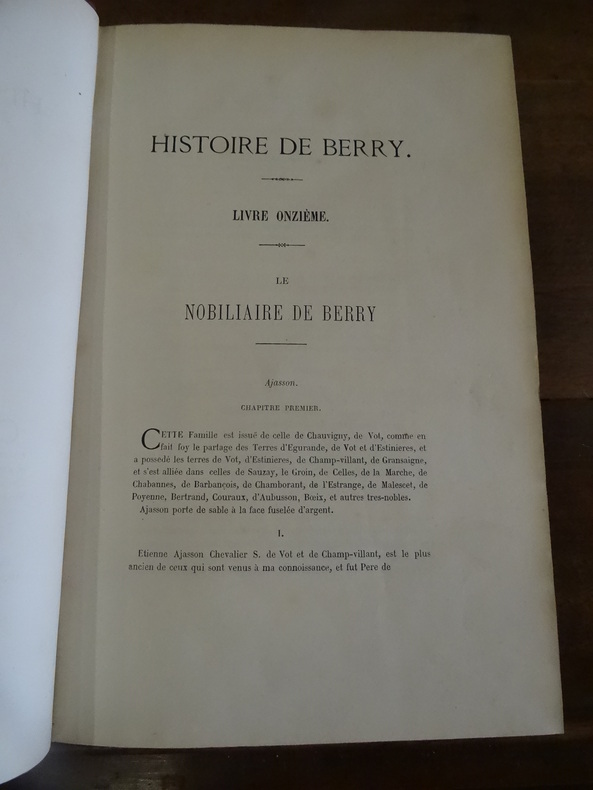 HISTOIRE DE BERRY.
LIVRE ONZIÈME.
LE
NOBILIAIRE DE BERRY
Ajasson.
CHAPITRE PREMIER.
CETTE Famille est issuë de celle de Chauvigny, de Vot, comme en
fait foy le partage des Terres d'Egurande, de Vot et d'Estinieres, et
a possedé les terres de Vot, d'Estinieres, de Champ-villant, de Gransaigne,
et s'est alliée dans celles de Sauzay, le Groin, de Celles, de la Marche, de
Chabannes, de Barbançois, de Chamborant, de l'Estrange, de Malescet, de
Poyenne, Bertrand, Couraux, d'Aubusson, Bœix, et autres tres-nobles.
Ajasson porte de sable à la face fuselée d'argent.
I.
Etienne Ajasson Chevalier S. de Vot et de Champ-villant, est le plus
ancien de ceux qui sont venus à ma connoissance, et fut Pere de